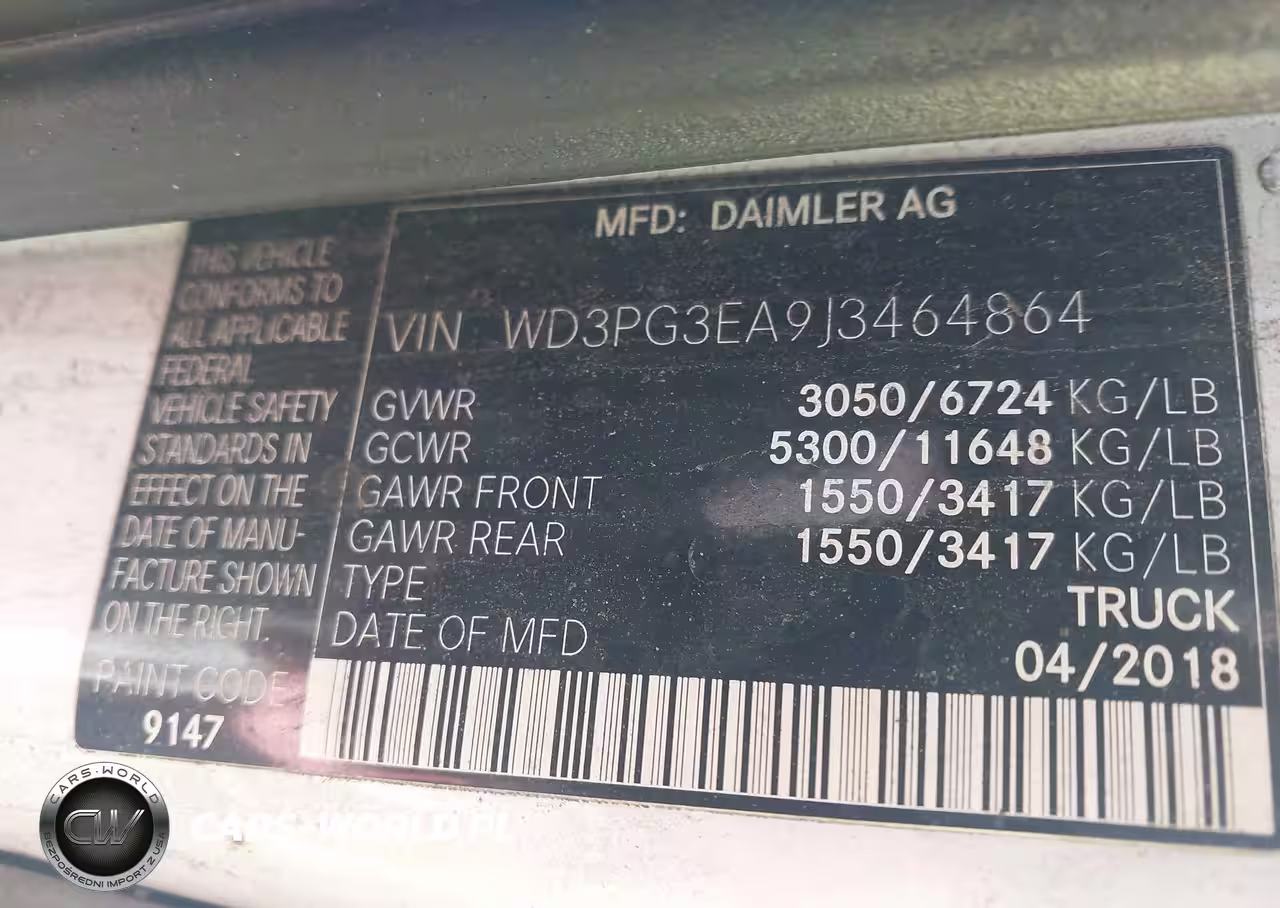 MFD: DAIMLER AG
THIS VEHICLE
CONFORMS TO
ALL APPLICABLE
FEDERAL
VEHICLE SAFETY
STANDARDS IN
EFFECT ON THE
DATE OF MANU-
FACTURE SHOWN
ON THE RIGHT.
PAINT CODE
9147
VIN WD3PG3EA9J3464864
GVWR 3050/6724 KG/LB
GCWR 5300/11648 KG/LB
GAWR FRONT 1550/3417 KG/LB
GAWR REAR 1550/3417 KG/LB
TYPE TRUCK
DATE OF MFD 04/2018
CARS-WORLD
CW
BEZPOŚREDNI IMPORT Z USA
CARS-WORLD.PL